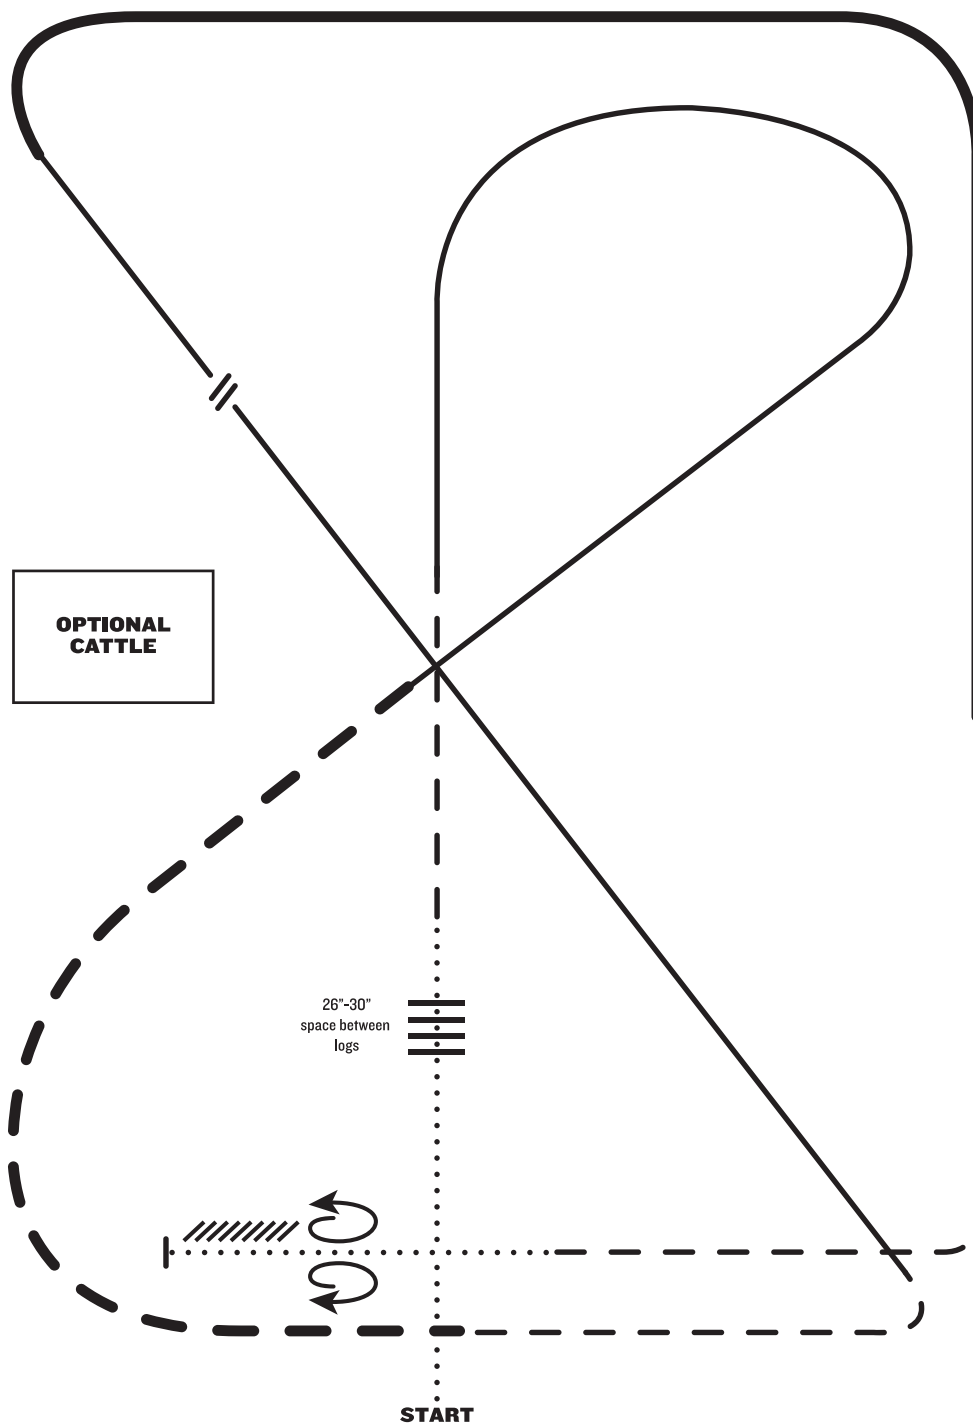 OPTIONAL
CATTLE
26”-30”
space between
logs
START